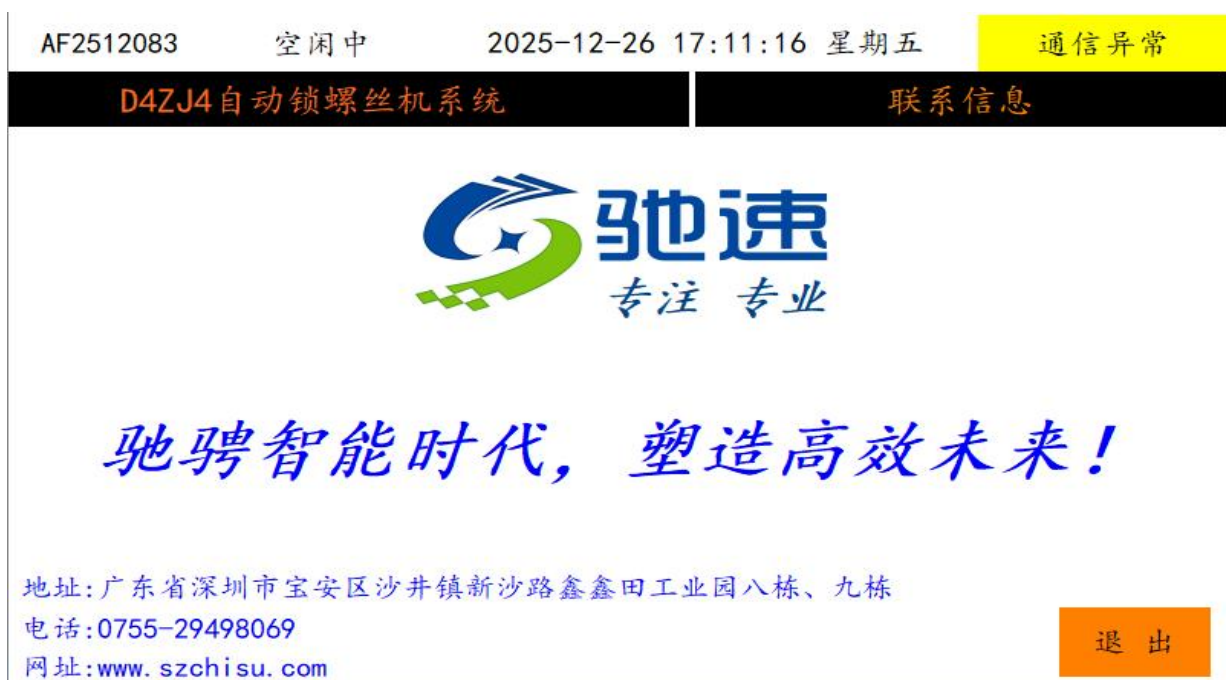 AF2512083 空闲中 2025-12-26 17:11:16 星期五 通信异常
D4ZJ4自动锁螺丝机系统 联系信息
驰速
专注 专业
驰骋智能时代，塑造高效未来！
地址:广东省深圳市宝安区沙井镇新沙路鑫鑫田工业园八栋、九栋
电话:0755-29498069
网址:www.szchisu.com
退 出